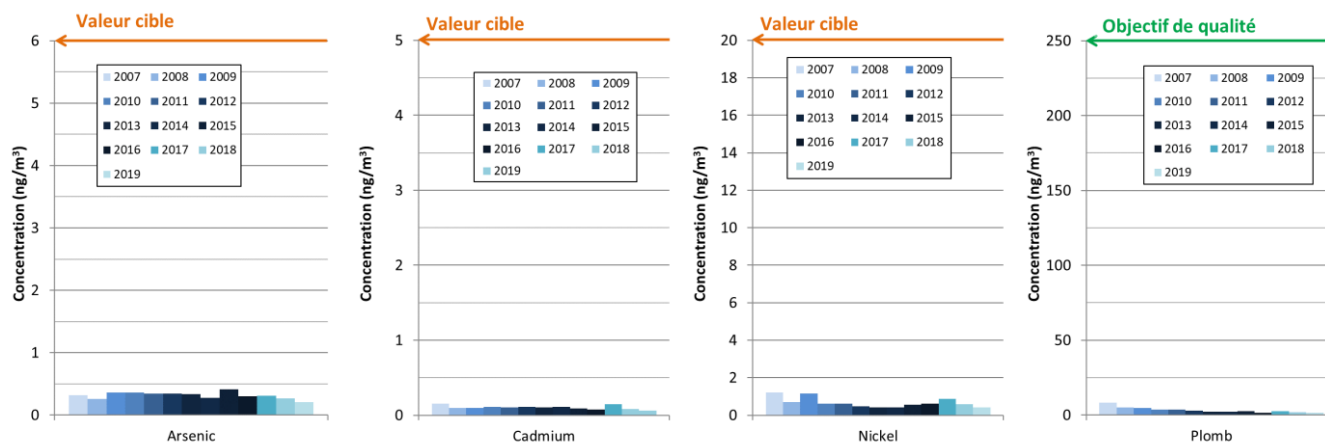 Valeur cible
Concentration (ng/m³)
6
5
4
3
2
1
0
2007 2008 2009
2010 2011 2012
2013 2014 2015
2016 2017 2018
2019
Arsenic
Valeur cible
Concentration (ng/m³)
5
4
3
2
1
0
2007 2008 2009
2010 2011 2012
2013 2014 2015
2016 2017 2018
2019
Cadmium
Valeur cible
Concentration (ng/m³)
20
18
16
14
12
10
8
6
4
2
0
2007 2008 2009
2010 2011 2012
2013 2014 2015
2016 2017 2018
2019
Nickel
Objectif de qualité
Concentration (ng/m³)
250
200
150
100
50
0
2007 2008 2009
2010 2011 2012
2013 2014 2015
2016 2017 2018
2019
Plomb